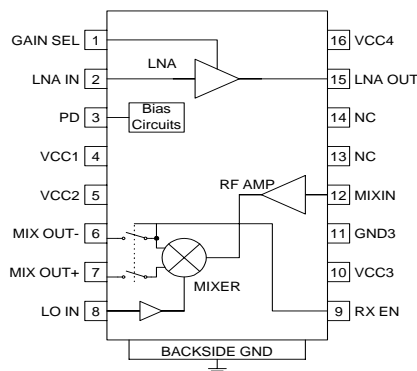 GAIN SEL 1
LNA IN 2
PD 3
VCC1 4
VCC2 5
MIX OUT- 6
MIX OUT+ 7
LO IN 8
LNA
Bias
Circuits
RF AMP
MIXER
16 VCC4
15 LNA OUT
14 NC
13 NC
12 MIXIN
11 GND3
10 VCC3
9 RX EN
BACKSIDE GND